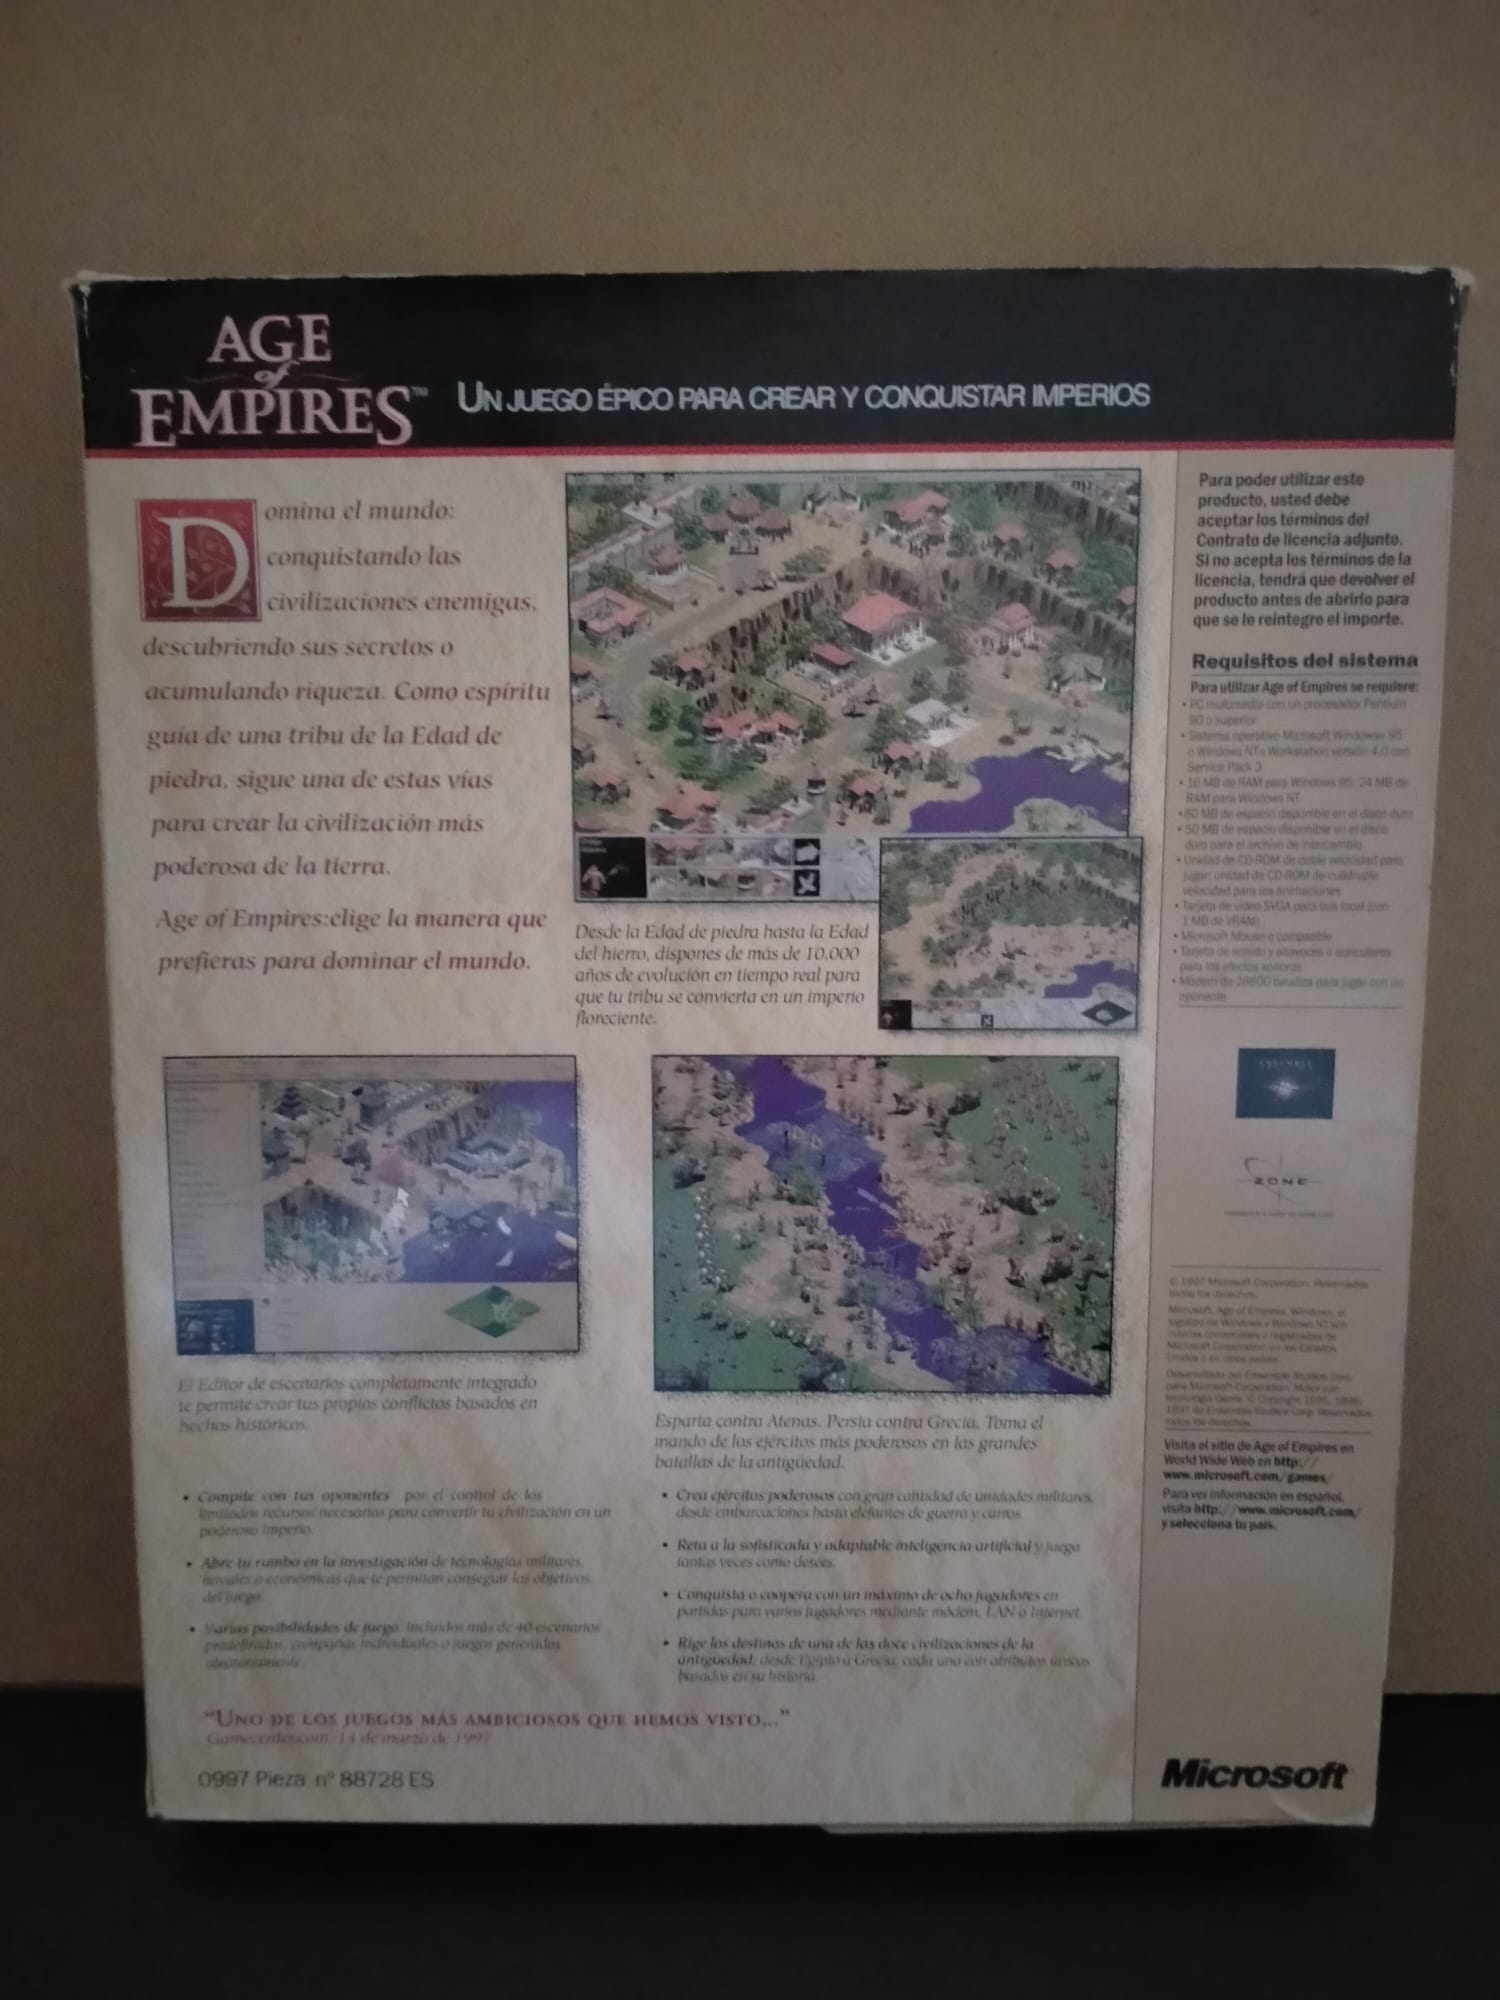 AGE
of
EMPIRES™
UN JUEGO ÉPICO PARA CREAR Y CONQUISTAR IMPERIOS
Domina el mundo:
conquistando las
civilizaciones enemigas,
descubriendo sus secretos o
acumulando riqueza. Como espíritu
guía de una tribu de la Edad de
piedra, sigue una de estas vías
para crear la civilización más
poderosa de la tierra.
Age of Empires:elige la manera que
prefieras para dominar el mundo.
Desde la Edad de piedra hasta la Edad
del hierro, dispones de más de 10.000
años de evolución en tiempo real para
que tu tribu se convierta en un imperio
floreciente.
El Editor de escenarios completamente integrado
te permite crear tus propios conflictos basados en
hechos históricos.
Esparta contra Atenas. Persia contra Grecia. Toma el
mando de los ejércitos más poderosos en las grandes
batallas de la antigüedad.
• Compite con tus oponentes por el control de los
limitados recursos necesarios para convertir tu civilización en un
poderoso imperio.
• Abre tu rumbo en la investigación de tecnologías militares,
navales o económicas que te permitan conseguir los objetivos
del juego.
• Varias posibilidades de juego, incluidos más de 40 escenarios
predefinidos, campañas individuales o juegos generados
aleatoriamente.
• Crea ejércitos poderosos con gran cantidad de unidades militares,
desde embarcaciones hasta elefantes de guerra y carros.
• Reta a la sofisticada y adaptable inteligencia artificial y juega
tantas veces como desees.
• Conquista o coopera con un máximo de ocho jugadores en
partidas para varios jugadores mediante módem, LAN o Internet
• Rige los destinos de una de las doce civilizaciones de la
antigüedad: desde Egipto a Grecia, cada una con atributos únicos
basados en su historia.
"UNO DE LOS JUEGOS MÁS AMBICIOSOS QUE HEMOS VISTO..."
Gamecenter.com, 14 de marzo de 1997
0997 Pieza nº 88728 ES
Para poder utilizar este
producto, usted debe
aceptar los términos del
Contrato de licencia adjunto.
Si no acepta los términos de la
licencia, tendrá que devolver el
producto antes de abrirlo para
que se le reintegre el importe.
Requisitos del sistema
Para utilizar Age of Empires se requiere:
• PC multimedia con un procesador Pentium
90 o superior
• Sistema operativo Microsoft Windows® 95
o Windows NT® Workstation versión 4.0 con
Service Pack 3
• 16 MB de RAM para Windows 95; 24 MB de
RAM para Windows NT
• 80 MB de espacio disponible en el disco duro
• 50 MB de espacio disponible en el disco
duro para el archivo de intercambio
• Unidad de CD-ROM de doble velocidad para
jugar; unidad de CD-ROM de cuádruple
velocidad para las animaciones
• Tarjeta de vídeo SVGA para bus local (con
1 MB de VRAM)
• Microsoft Mouse o compatible
• Tarjeta de sonido y altavoces o auriculares
para los efectos sonoros
• Módem de 28800 baudios para jugar con un
oponente
ENSEMBLE
ZONE
© 1997 Microsoft Corporation. Reservados
todos los derechos.
Microsoft, Age of Empires, Windows, el
logotipo de Windows y Windows NT son
marcas comerciales o registradas de
Microsoft Corporation en los Estados
Unidos o en otros países.
Desarrollado por Ensemble Studios Corp.
para Microsoft Corporation. Motor con
tecnología Genie, © Copyright 1995, 1996,
1997 de Ensemble Studios Corp. Reservados
todos los derechos.
Visita el sitio de Age of Empires en
World Wide Web en http://
www.microsoft.com/games/
Para ver información en español,
visita http://www.microsoft.com/
y selecciona tu país.
Microsoft